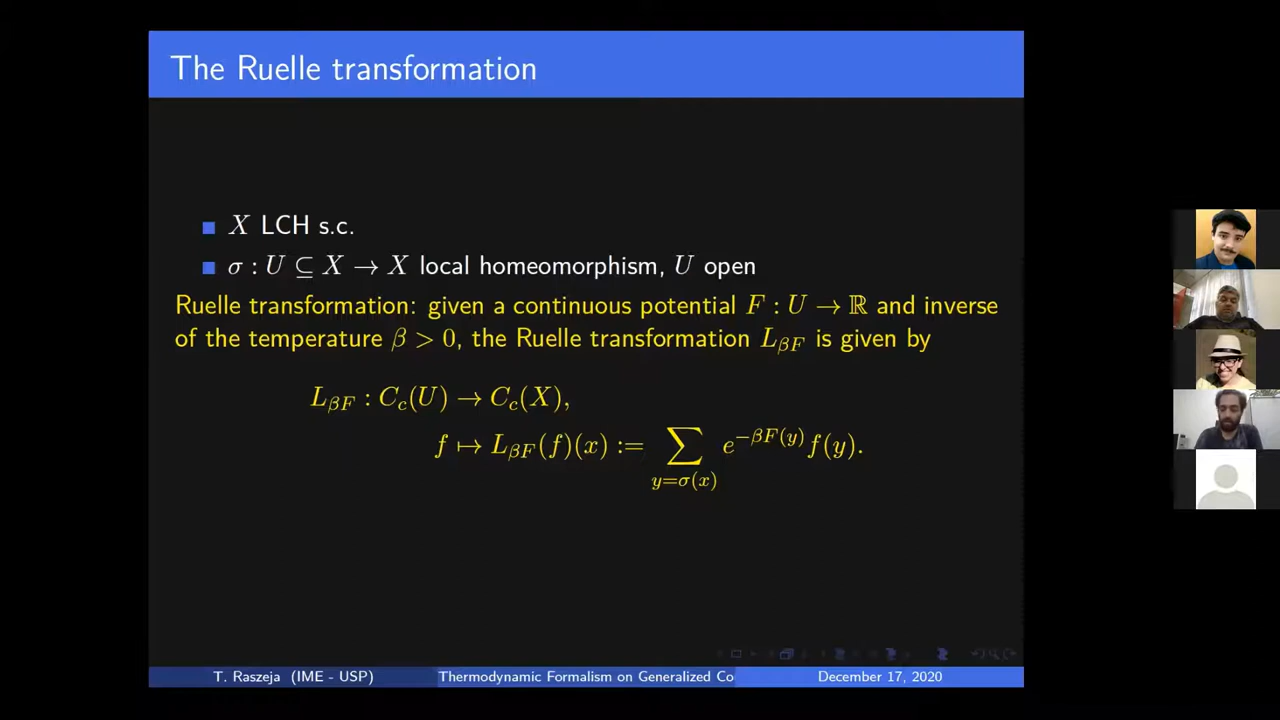 The Ruelle transformation
X LCH s.c.
σ : U ⊆ X → X local homeomorphism, U open
Ruelle transformation: given a continuous potential F : U → ℝ and inverse
of the temperature β > 0, the Ruelle transformation L_{βF} is given by
L_{βF} : C_c(U) → C_c(X),
f ↦ L_{βF}(f)(x) := ∑_{y=σ(x)} e^{−βF(y)} f(y).
T. Raszeja (IME - USP) Thermodynamic Formalism on Generalized Co December 17, 2020